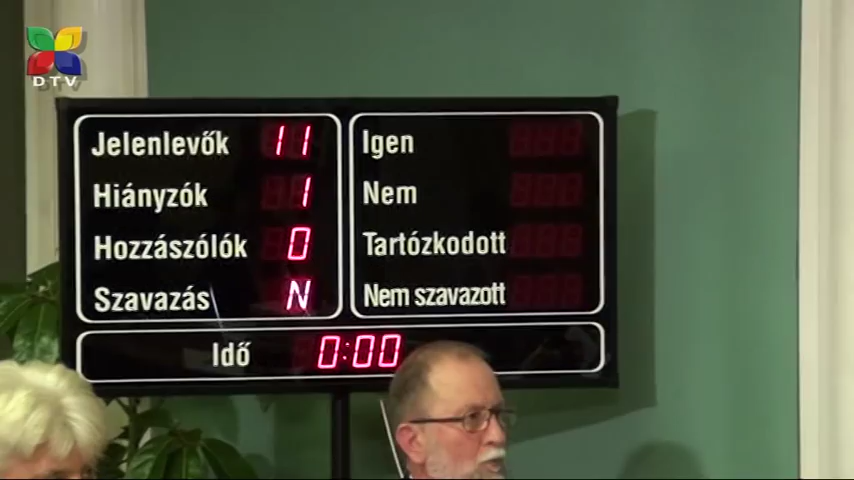 DTV
Jelenlevők 11
Hiányzók 1
Hozzászólók 0
Szavazás N
Igen
Nem
Tartózkodott
Nem szavazott
Idő 0:00